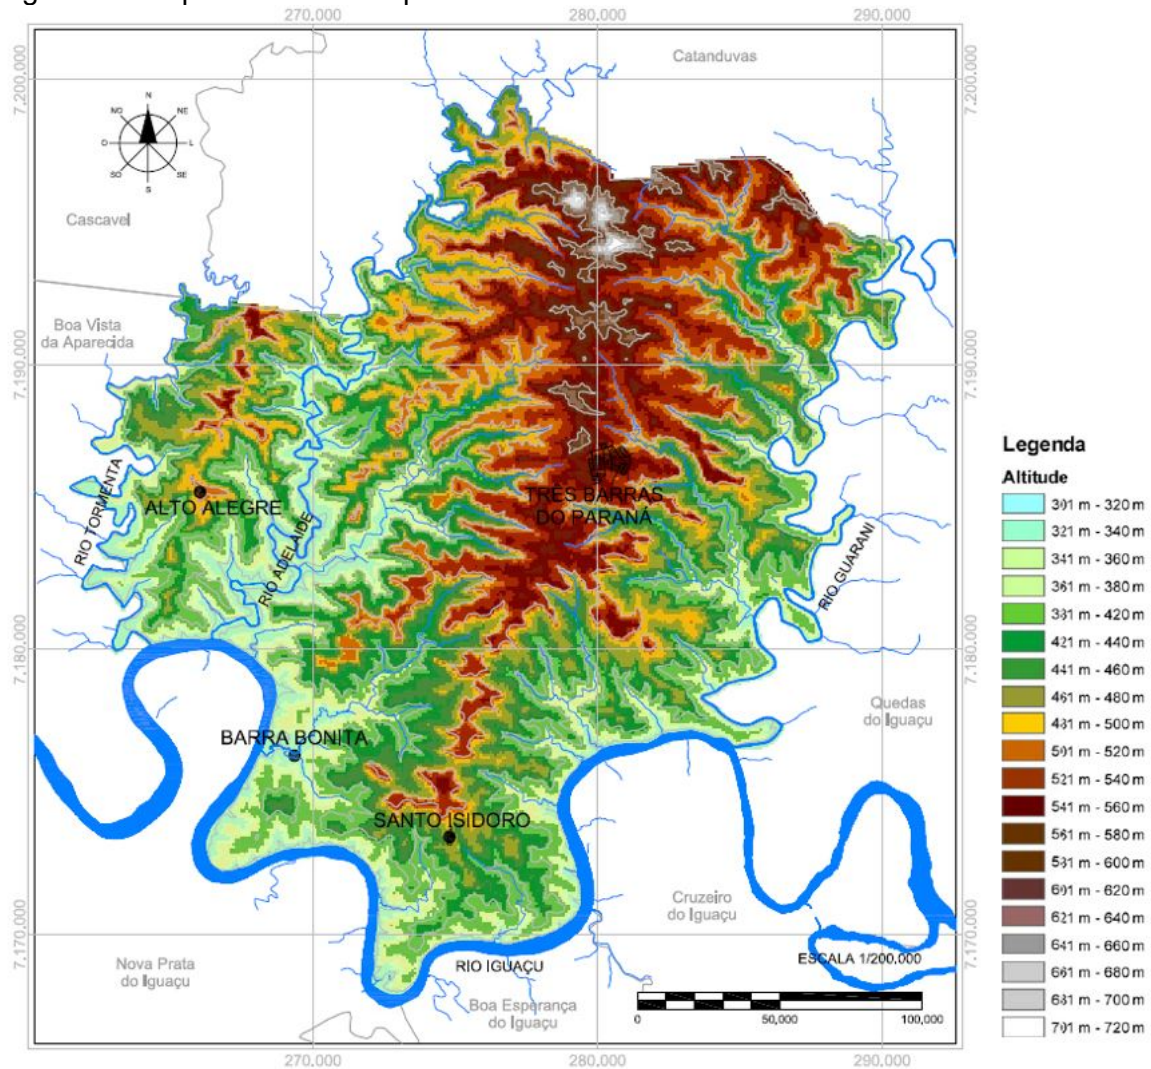 270.000 280.000 290.000
7.200.000
7.190.000
7.180.000
7.170.000
Catanduvas
N
NO NE
O L
SO SE
S
Cascavel
Boa Vista
da Aparecida
RIO TORMENTA
ALTO ALEGRE
RIO ADELAIDE
TRÊS BARRAS
DO PARANÁ
RIO GUARANI
BARRA BONITA
Quedas
do Iguaçu
SANTO ISIDORO
Cruzeiro
do Iguaçu
Nova Prata
do Iguaçu
RIO IGUAÇU
ESCALA 1/200.000
Boa Esperança
do Iguaçu
0 50,000 100,000
7.200.000
7.190.000
7.180.000
7.170.000
270.000 280.000 290.000
Legenda
Altitude
301 m - 320 m
321 m - 340 m
341 m - 360 m
361 m - 380 m
381 m - 420 m
421 m - 440 m
441 m - 460 m
461 m - 480 m
481 m - 500 m
501 m - 520 m
521 m - 540 m
541 m - 560 m
561 m - 580 m
581 m - 600 m
601 m - 620 m
621 m - 640 m
641 m - 660 m
661 m - 680 m
681 m - 700 m
701 m - 720 m